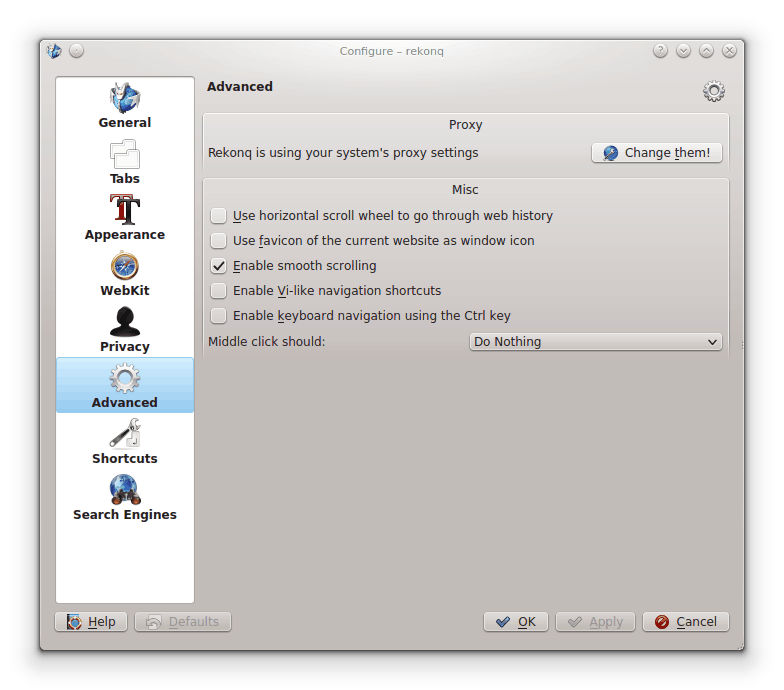 Configure – rekonq
General
Tabs
Appearance
WebKit
Privacy
Advanced
Shortcuts
Search Engines
Advanced
Proxy
Rekonq is using your system's proxy settings
Change them!
Misc
Use horizontal scroll wheel to go through web history
Use favicon of the current website as window icon
Enable smooth scrolling
Enable Vi-like navigation shortcuts
Enable keyboard navigation using the Ctrl key
Middle click should:
Do Nothing
Help
Defaults
OK
Apply
Cancel